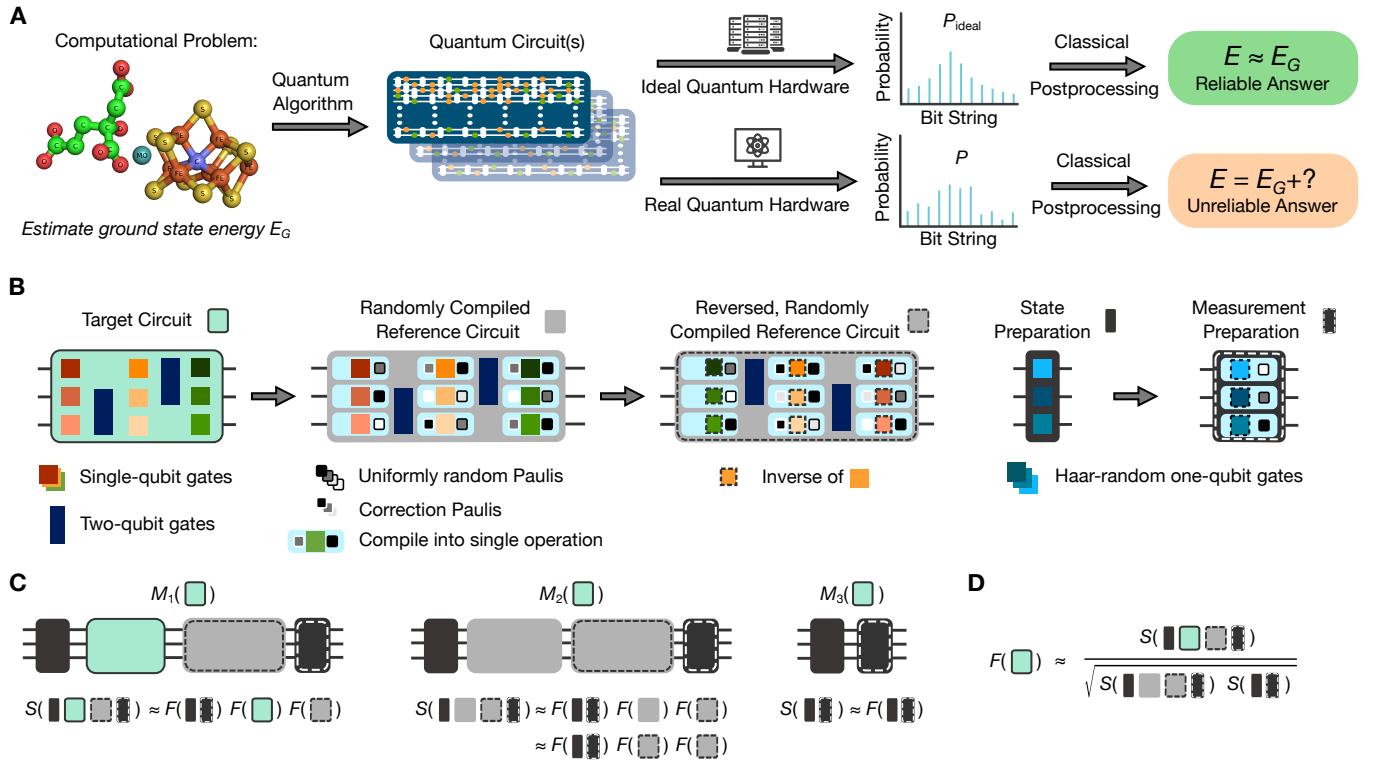 A
Computational Problem:
Estimate ground state energy E_G
Quantum
Algorithm
Quantum Circuit(s)
Ideal Quantum Hardware
Real Quantum Hardware
Probability
P_ideal
Bit String
Probability
P
Bit String
Classical
Postprocessing
Classical
Postprocessing
E ≈ E_G
Reliable Answer
E = E_G+?
Unreliable Answer
B
Target Circuit
Randomly Compiled
Reference Circuit
Reversed, Randomly
Compiled Reference Circuit
State
Preparation
Measurement
Preparation
Single-qubit gates
Two-qubit gates
Uniformly random Paulis
Correction Paulis
Compile into single operation
Inverse of
Haar-random one-qubit gates
C
M₁( )
S( ) ≈ F( ) F( ) F( )
M₂( )
S( ) ≈ F( ) F( ) F( )
≈ F( ) F( ) F( )
M₃( )
S( ) ≈ F( )
D
F( ) ≈
S( )
√ S( ) S( )